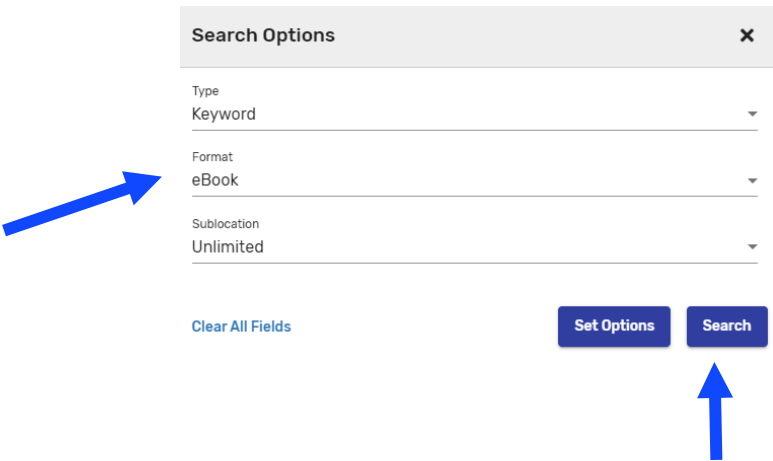 Search Options
Type
Keyword
Format
eBook
Sublocation
Unlimited
Clear All Fields Set Options Search